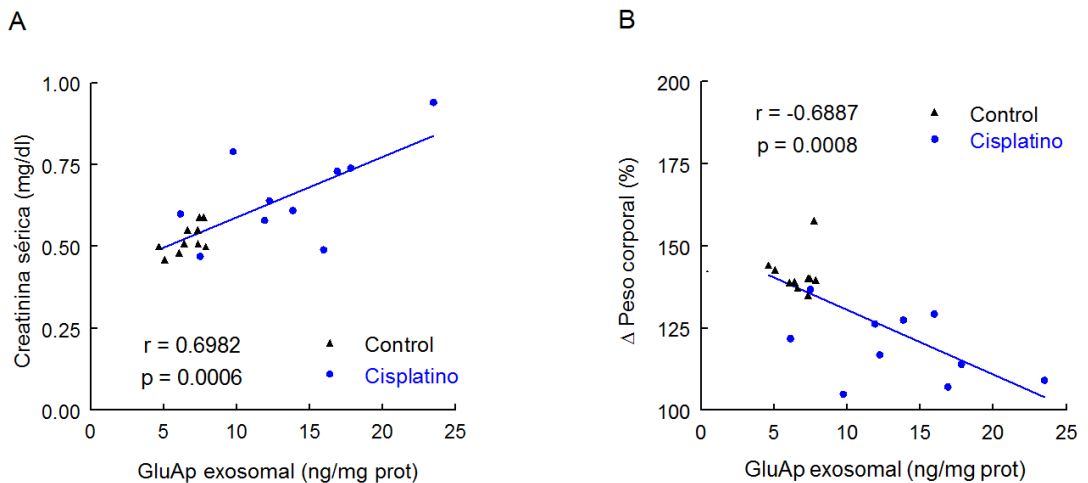 A
1.00
0.75
0.50
0.25
0.00
Creatinina sérica (mg/dl)
r = 0.6982
p = 0.0006
Control
Cisplatino
0 5 10 15 20 25
GluAp exosomal (ng/mg prot)
B
200
175
150
125
100
Δ Peso corporal (%)
r = -0.6887
p = 0.0008
Control
Cisplatino
0 5 10 15 20 25
GluAp exosomal (ng/mg prot)